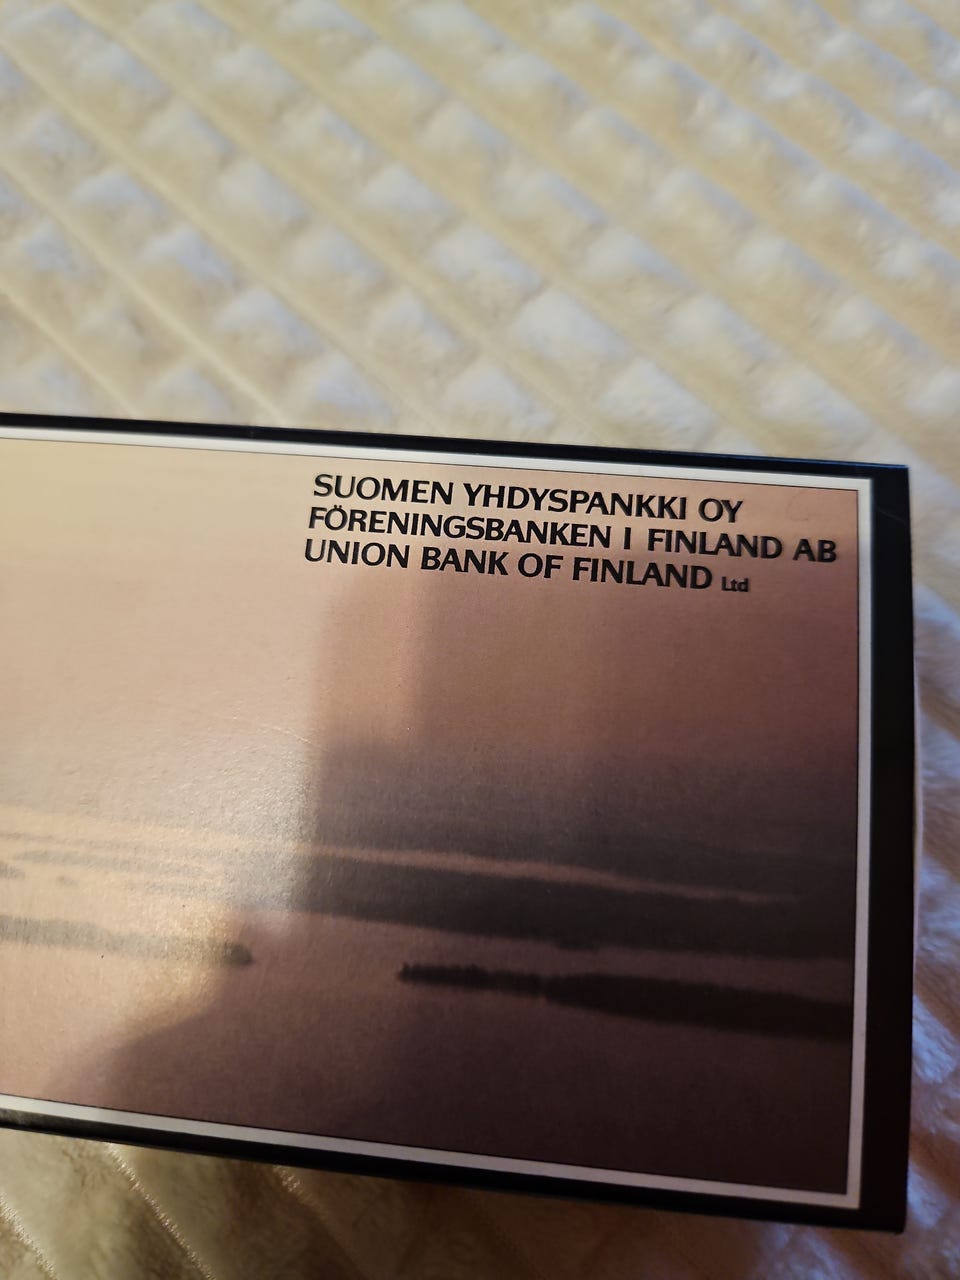 SUOMEN YHDYSPANKKI OY
FÖRENINGSBANKEN I FINLAND AB
UNION BANK OF FINLAND Ltd